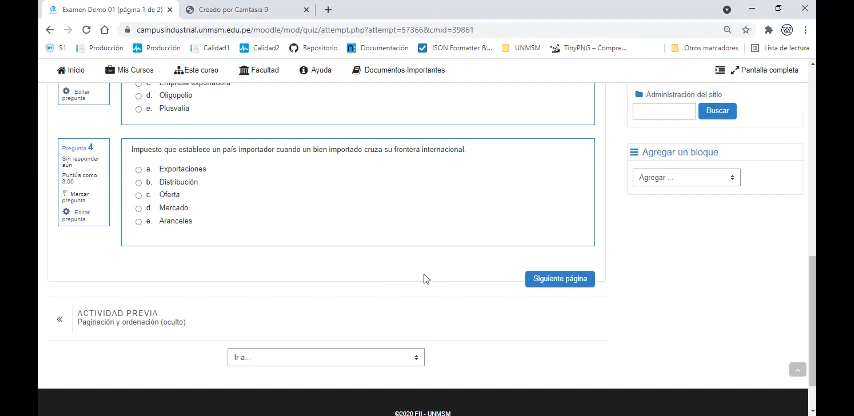 Examen Demo 01 (página 1 de 2)
Creado por Camtasia 9
campusindustrial.unmsm.edu.pe/moodle/mod/quiz/attempt.php?attempt=57366&cmid=39861
S1
Producción
Producción
Calidad1
Calidad2
Repositorio
Documentación
JSON Formatter &...
UNMSM
TinyPNG – Compre...
Otros marcadores
Lista de lectura
Inicio
Mis Cursos
Este curso
Facultad
Ayuda
Documentos Importantes
Pantalla completa
Editar
pregunta
d. Oligopolio
e. Plusvalía
Administración del sitio
Buscar
Pregunta 4
Sin responder
aún
Puntúa como
3.00
Marcar
pregunta
Editar
pregunta
Impuesto que establece un país importador cuando un bien importado cruza su frontera internacional
a. Exportaciones
b. Distribución
c. Oferta
d. Mercado
e. Aranceles
Agregar un bloque
Agregar ...
Siguiente página
ACTIVIDAD PREVIA
Paginación y ordenación (oculto)
Ir a...
©2020 FII - UNMSM